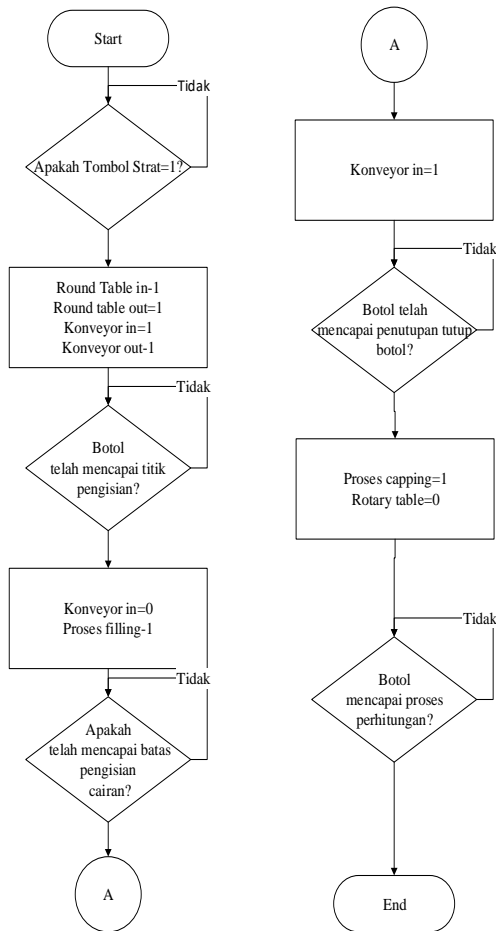 Start
Tidak
Apakah Tombol Strat=1?
Round Table in-1
Round table out=1
Konveyor in=1
Konveyor out-1
Tidak
Botol
telah mencapai titik
pengisian?
Konveyor in=0
Proses filling-1
Tidak
Apakah
telah mencapai batas
pengisian
cairan?
A
A
Konveyor in=1
Tidak
Botol telah
mencapai penutupan tutup
botol?
Proses capping=1
Rotary table=0
Tidak
Botol
mencapai proses
perhitungan?
End